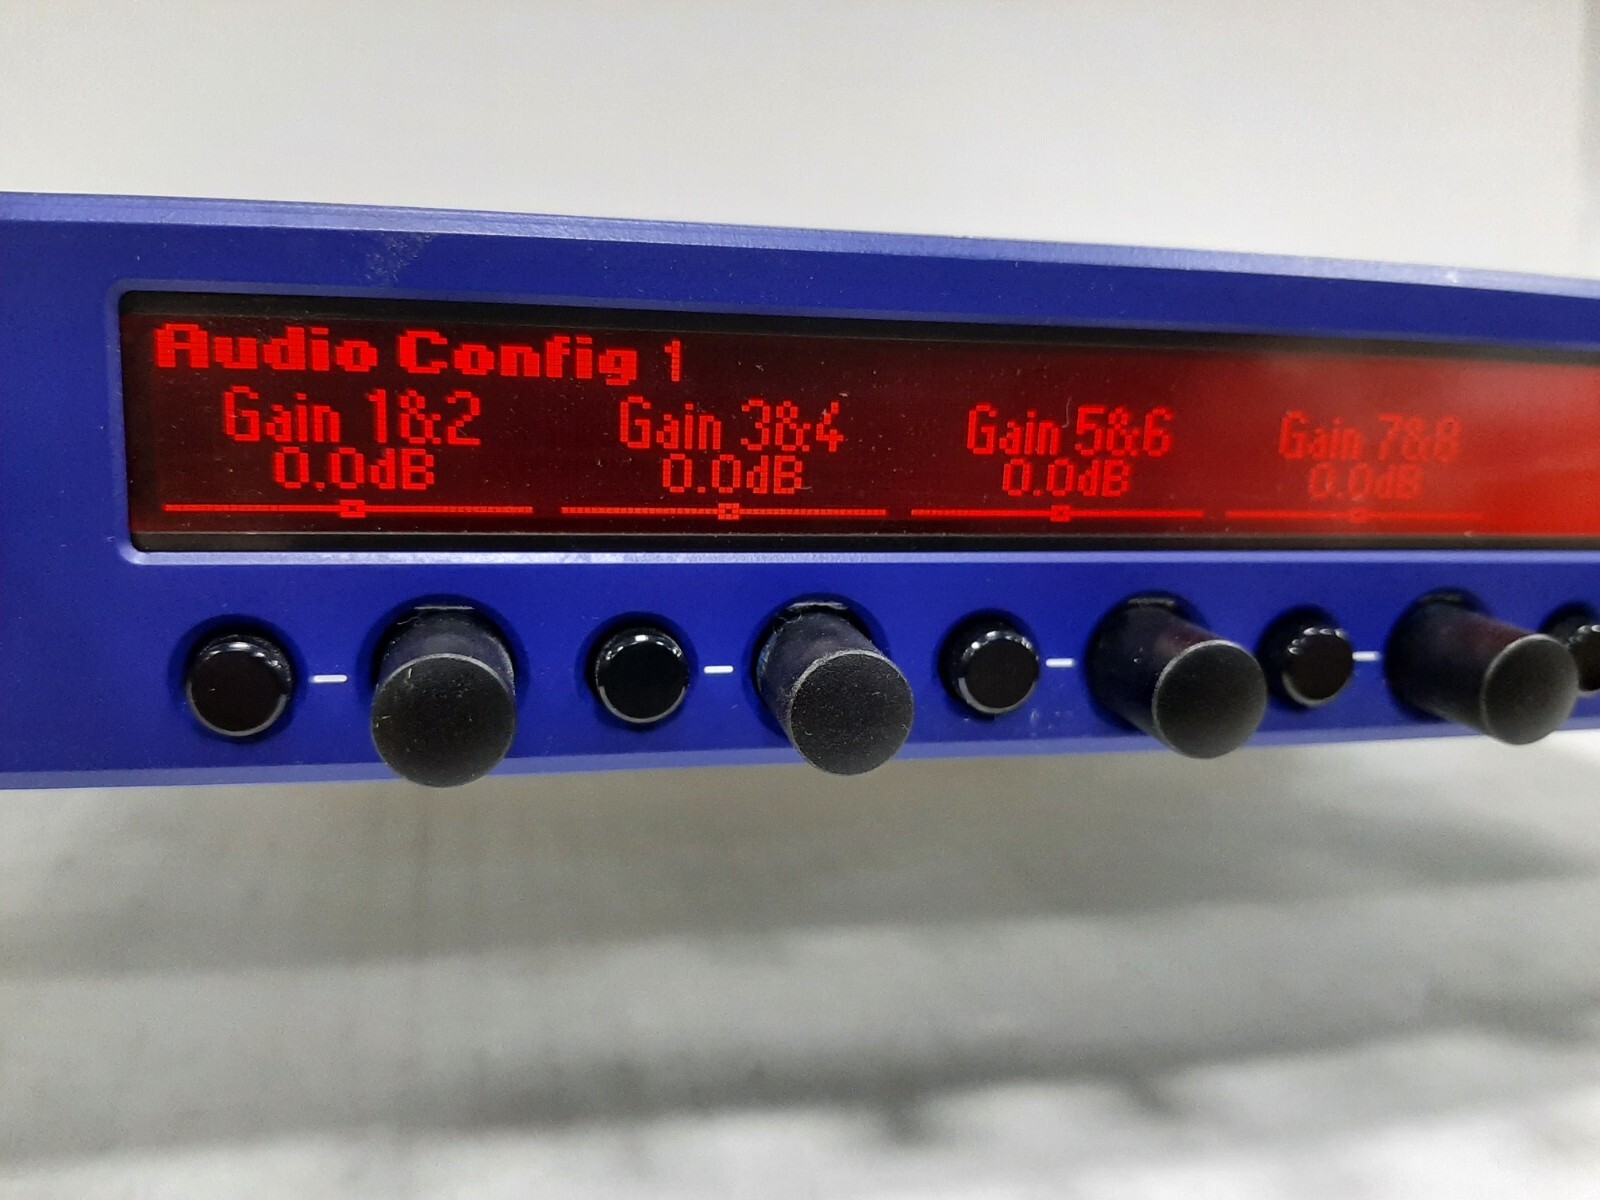 Audio Config 1
Gain 1&2 Gain 3&4 Gain 5&6 Gain 7&8
0.0dB 0.0dB 0.0dB 0.0dB